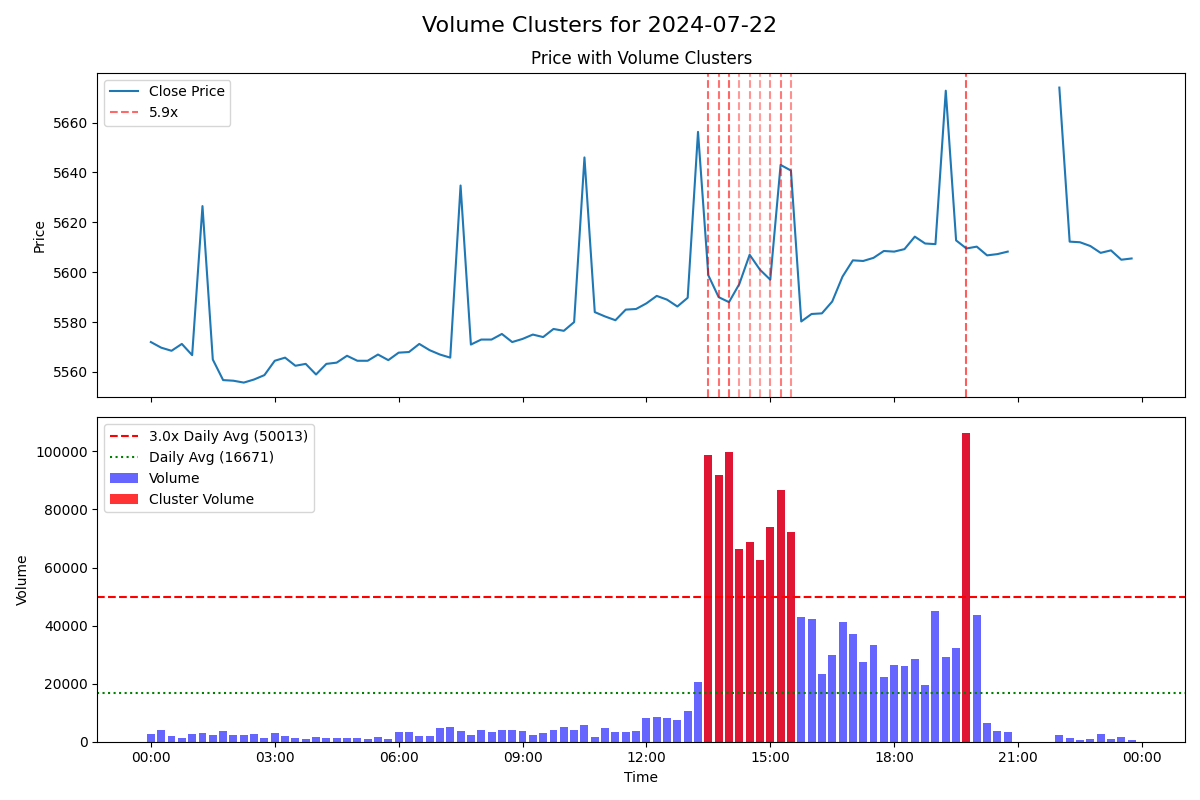 Volume Clusters for 2024-07-22
Price with Volume Clusters
Close Price
5.9x
5660
5640
5620
5600
5580
5560
Price
3.0x Daily Avg (50013)
Daily Avg (16671)
Volume
Cluster Volume
100000
80000
60000
40000
20000
0
Volume
00:00 03:00 06:00 09:00 12:00 15:00 18:00 21:00 00:00
Time